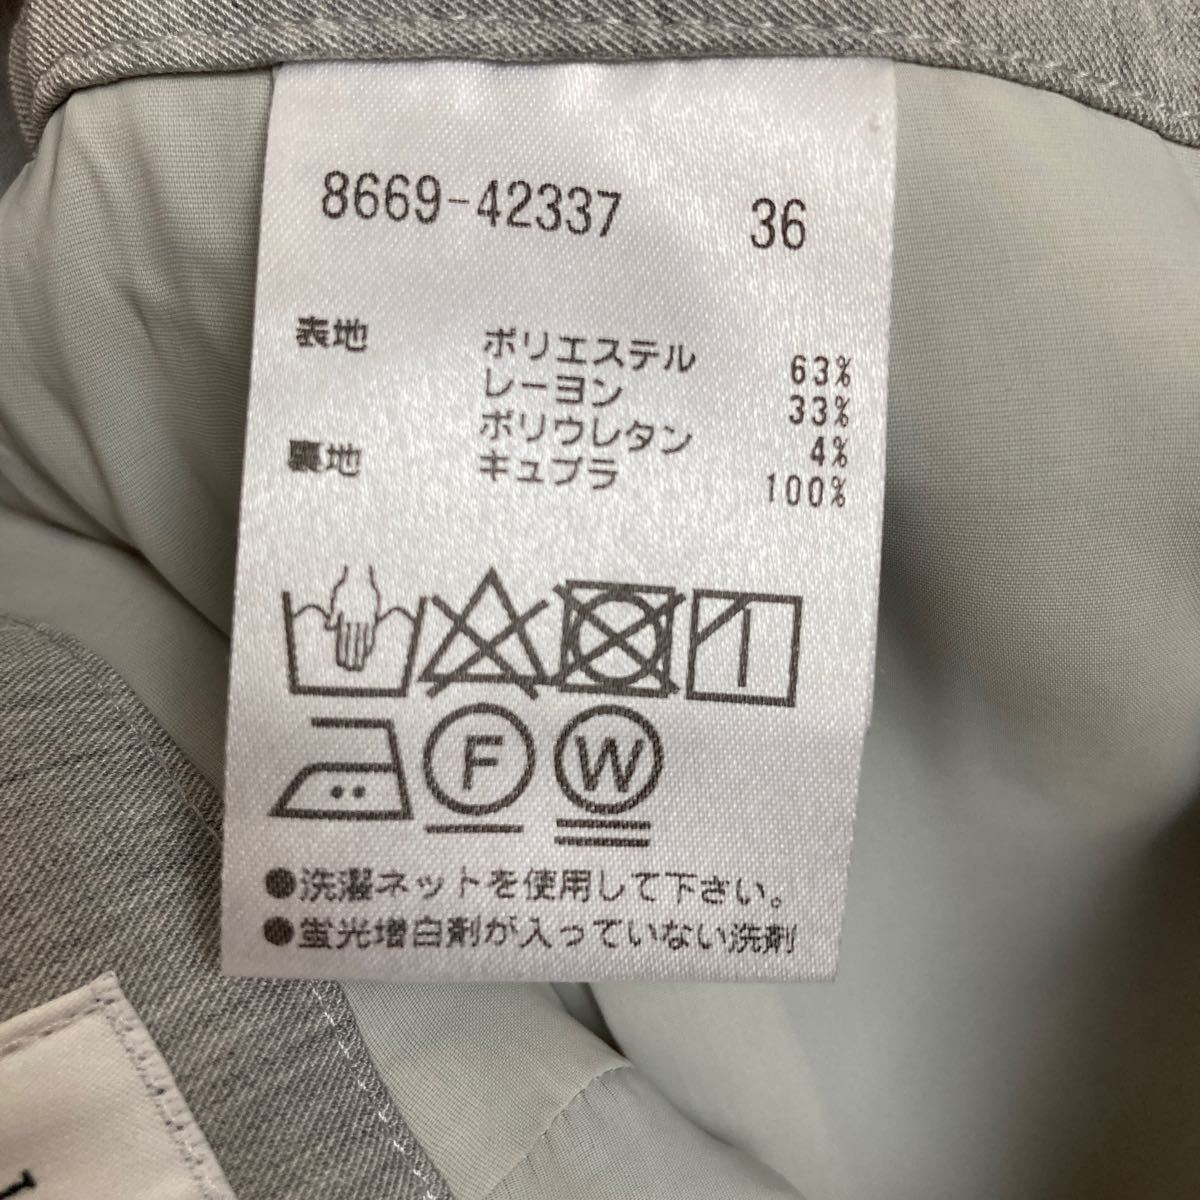 8669-42337 36
表地 ポリエステル 63%
レーヨン 33%
ポリウレタン 4%
裏地 キュプラ 100%
F W
●洗濯ネットを使用して下さい。
●蛍光増白剤が入っていない洗剤